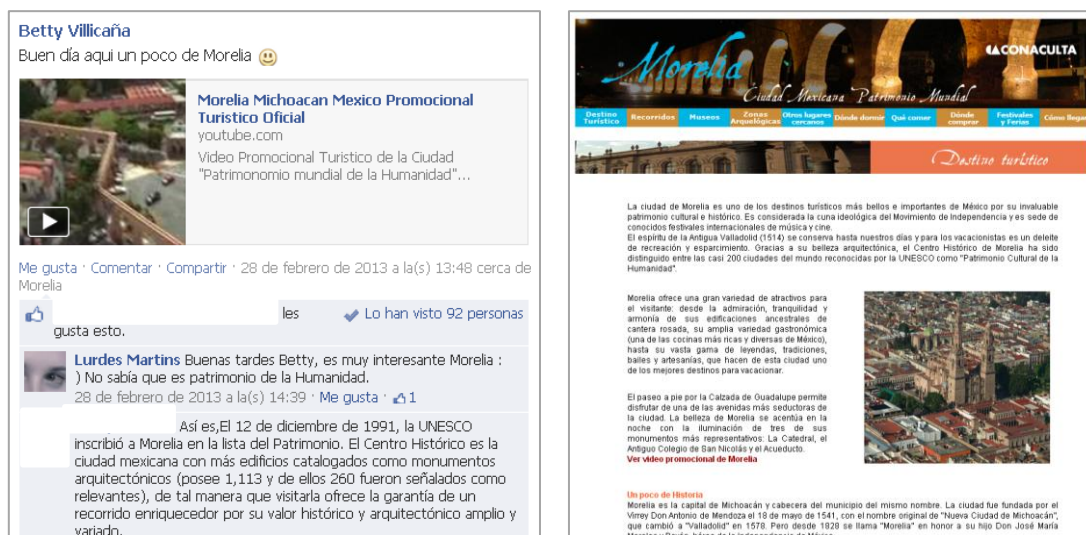 Betty Villicaña
Buen día aqui un poco de Morelia
Morelia Michoacan Mexico Promocional
Turistico Oficial
youtube.com
Video Promocional Turistico de la Ciudad
"Patrimonomio mundial de la Humanidad"...
Me gusta · Comentar · Compartir · 28 de febrero de 2013 a la(s) 13:48 cerca de
Morelia
les
Lo han visto 92 personas
gusta esto.
Lurdes Martins Buenas tardes Betty, es muy interesante Morelia :
) No sabía que es patrimonio de la Humanidad.
28 de febrero de 2013 a la(s) 14:39 · Me gusta · 1
Así es,El 12 de diciembre de 1991, la UNESCO
inscribió a Morelia en la lista del Patrimonio. El Centro Histórico es la
ciudad mexicana con más edificios catalogados como monumentos
arquitectónicos (posee 1,113 y de ellos 260 fueron señalados como
relevantes), de tal manera que visitarla ofrece la garantía de un
recorrido enriquecedor por su valor histórico y arquitectónico amplio y
variado.
Morelia
CONACULTA
Ciudad Mexicana Patrimonio Mundial
Destino Turístico
Recorridos
Museos
Zonas Arqueológicas
Otros lugares cercanos
Dónde dormir
Qué comer
Dónde comprar
Festivales y Ferias
Cómo llegar
Destino turístico
La ciudad de Morelia es uno de los destinos turísticos más bellos e importantes de México por su invaluable
patrimonio cultural e histórico. Es considerada la cuna ideológica del Movimiento de Independencia y es sede de
conocidos festivales internacionales de música y cine.
El espíritu de la Antigua Valladolid (1514) se conserva hasta nuestros días y para los vacacionistas es un deleite
de recreación y esparcimiento. Gracias a su belleza arquitectónica, el Centro Histórico de Morelia ha sido
distinguido entre las casi 200 ciudades del mundo reconocidas por la UNESCO como "Patrimonio Cultural de la
Humanidad".
Morelia ofrece una gran variedad de atractivos para
el visitante: desde la admiración, tranquilidad y
armonía de sus edificaciones ancestrales de
cantera rosada, su amplia variedad gastronómica
(una de las cocinas más ricas y diversas de México),
hasta su vasta gama de leyendas, tradiciones,
bailes y artesanías, que hacen de esta ciudad uno
de los mejores destinos para vacacionar.
El paseo a pie por la Calzada de Guadalupe permite
disfrutar de una de las avenidas más seductoras de
la ciudad. La belleza de Morelia se acentúa en la
noche con la iluminación de tres de sus
monumentos más representativos: La Catedral, el
Antiguo Colegio de San Nicolás y el Acueducto.
Ver video promocional de Morelia
Un poco de Historia
Morelia es la capital de Michoacán y cabecera del municipio del mismo nombre. La ciudad fue fundada por el
Virrey Don Antonio de Mendoza el 18 de mayo de 1541, con el nombre original de "Nueva Ciudad de Michoacán",
que cambió a "Valladolid" en 1578. Pero desde 1828 se llama "Morelia" en honor a su hijo Don José María